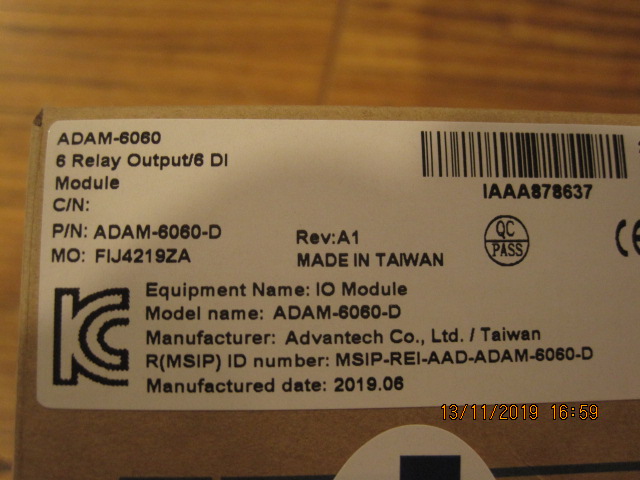 ADAM-6060
6 Relay Output/6 DI
Module
C/N:
P/N: ADAM-6060-D
MO: FIJ4219ZA
Rev:A1
MADE IN TAIWAN
IAAA878637
QC
PASS
CE
Equipment Name: IO Module
Model name: ADAM-6060-D
Manufacturer: Advantech Co., Ltd. / Taiwan
R(MSIP) ID number: MSIP-REI-AAD-ADAM-6060-D
Manufactured date: 2019.06
13/11/2019 16:59